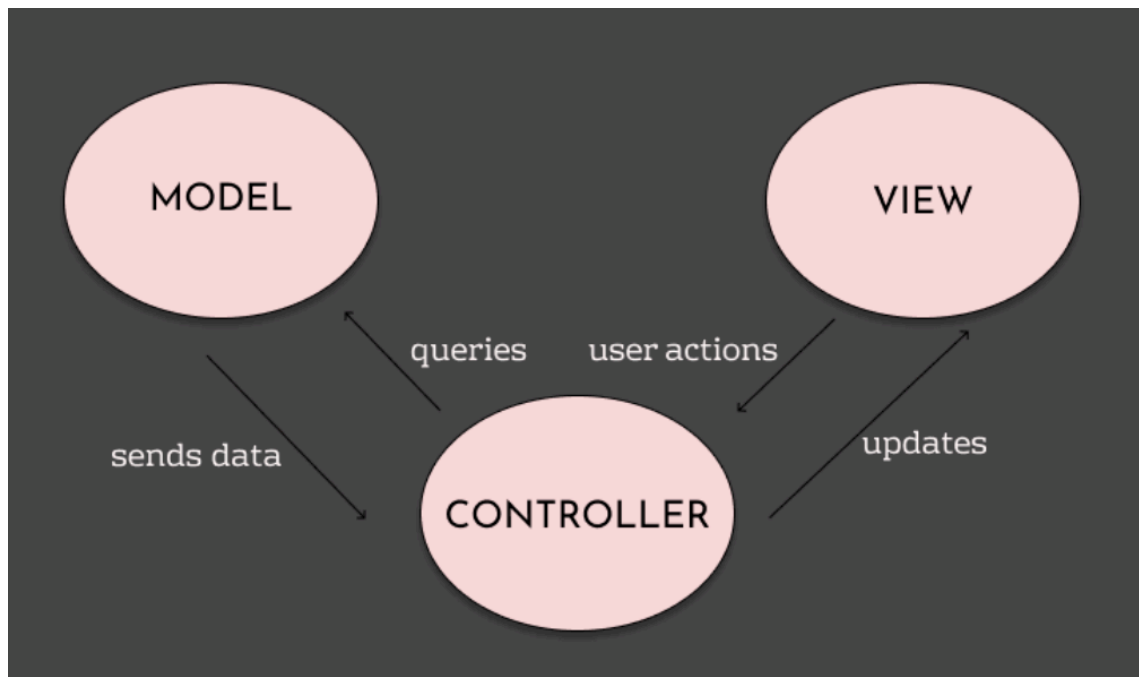 MODEL
VIEW
queries
user actions
sends data
updates
CONTROLLER